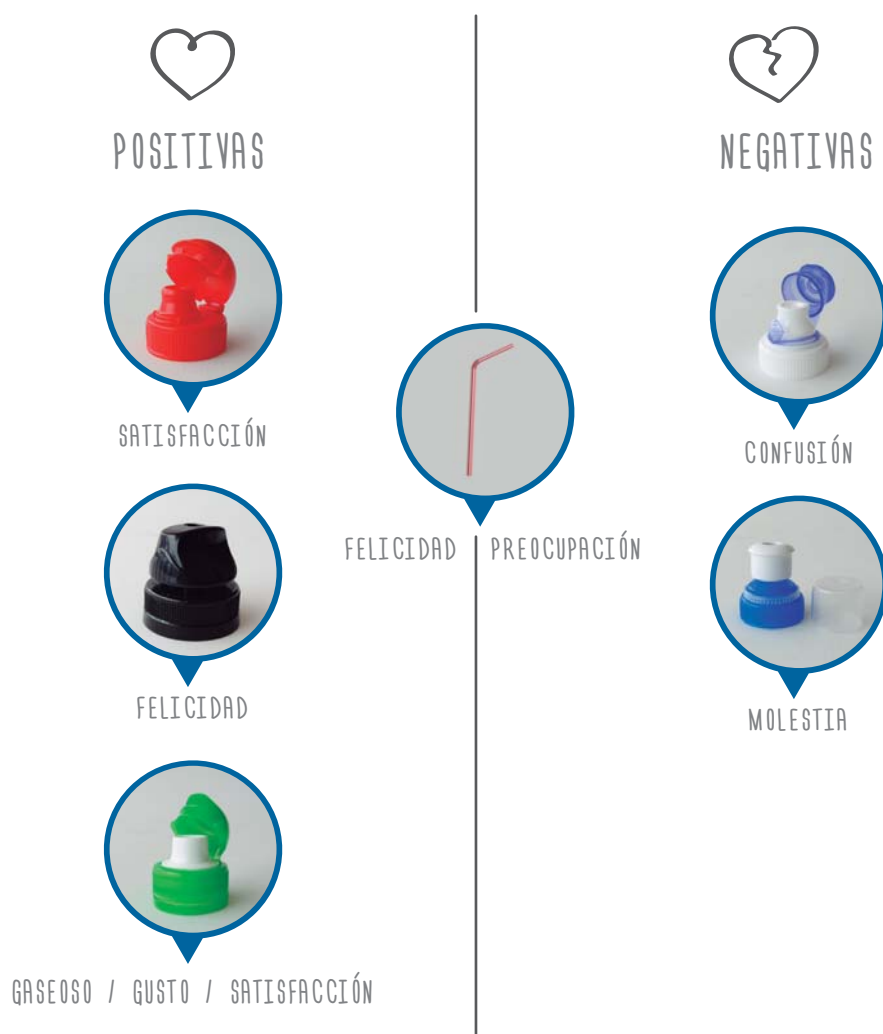 POSITIVAS
NEGATIVAS
SATISFACCIÓN
CONFUSIÓN
FELICIDAD
PREOCUPACIÓN
FELICIDAD
MOLESTIA
GASEOSO / GUSTO / SATISFACCIÓN